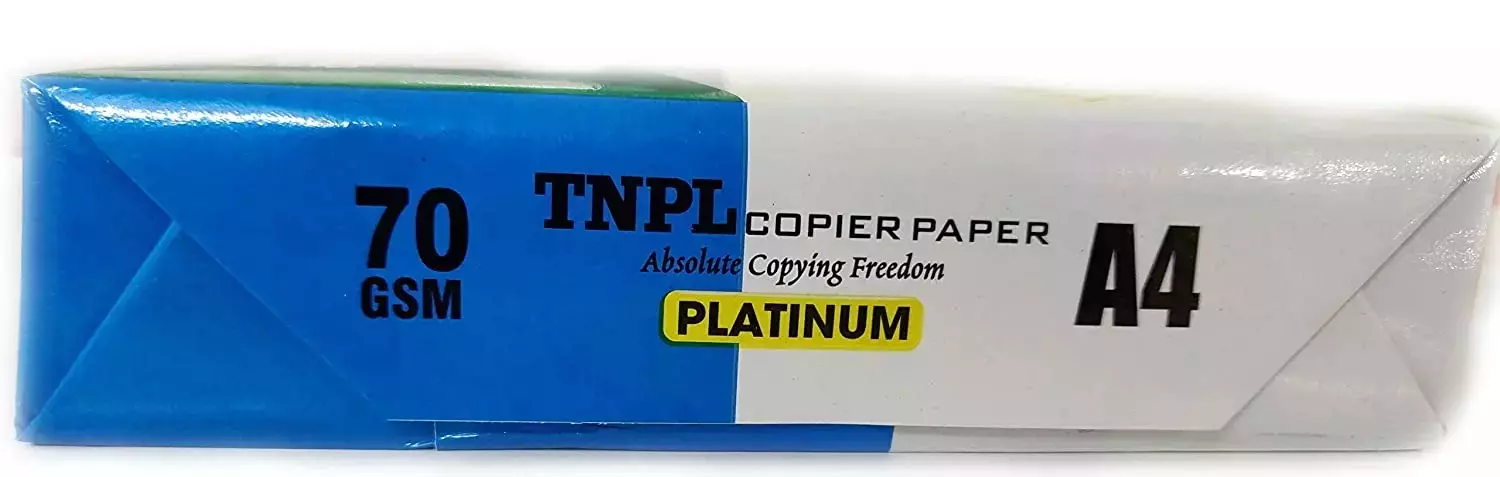 70
GSM
TNPL COPIER PAPER
Absolute Copying Freedom
PLATINUM
A4